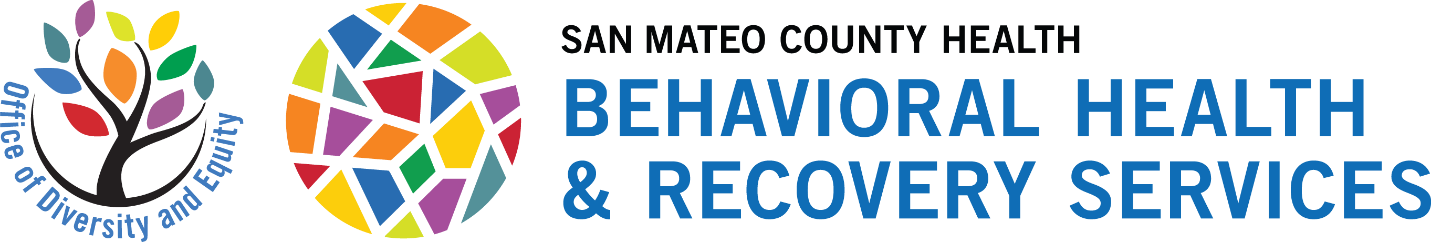 Office of Diversity and Equity
SAN MATEO COUNTY HEALTH
BEHAVIORAL HEALTH
& RECOVERY SERVICES